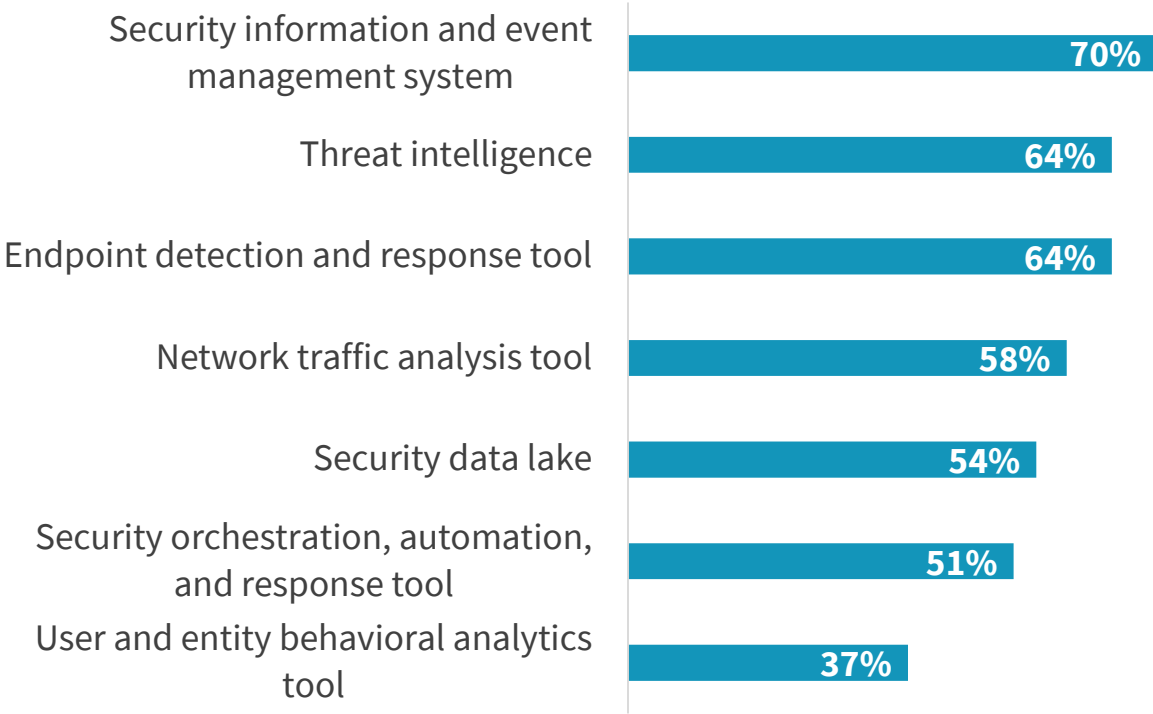 Security information and event
management system
70%
Threat intelligence
64%
Endpoint detection and response tool
64%
Network traffic analysis tool
58%
Security data lake
54%
Security orchestration, automation,
and response tool
51%
User and entity behavioral analytics
tool
37%